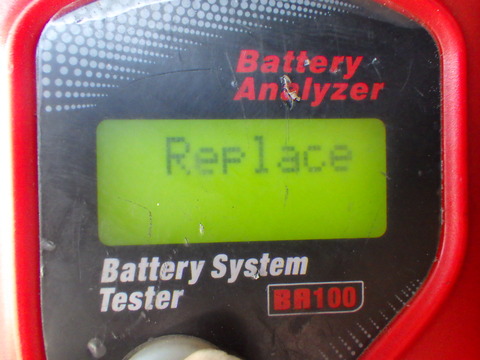 Battery
Analyzer
Replace
Battery System
Tester
BA100